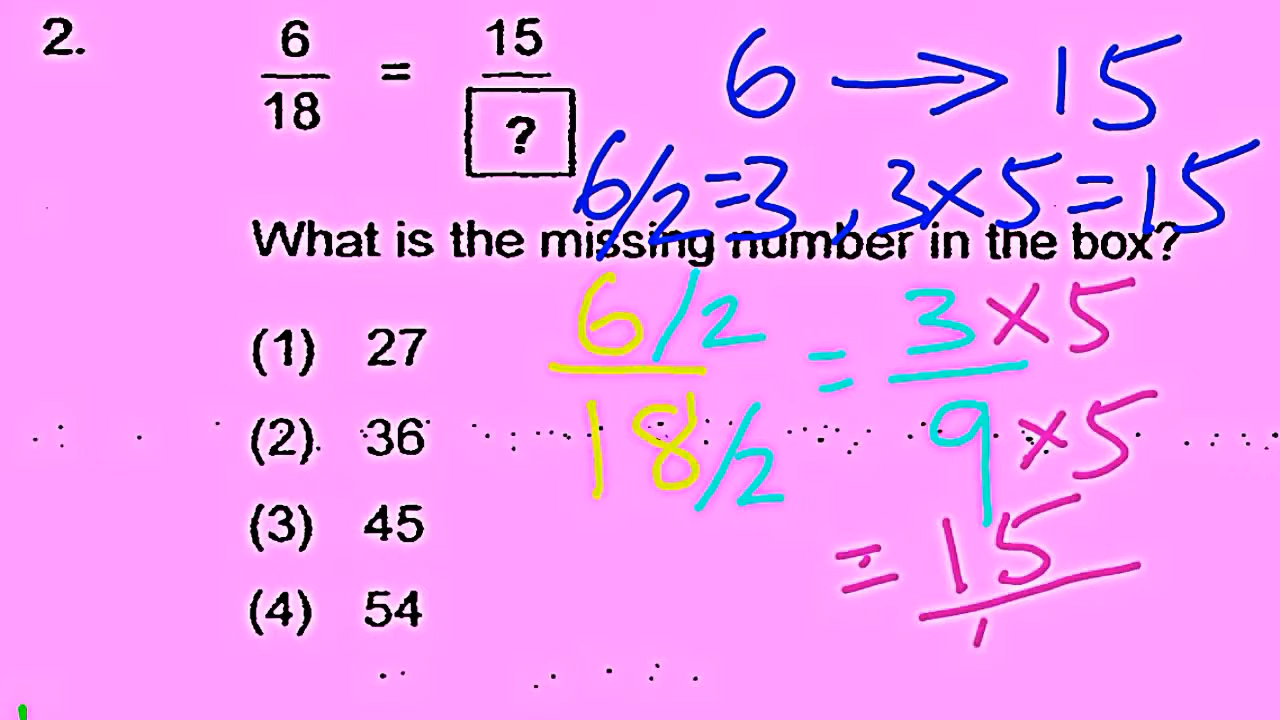 2.
6/18 = 15/?
6 → 15
6/2=3, 3×5=15
What is the missing number in the box?
(1) 27
(2) 36
(3) 45
(4) 54
6/2 = 3×5
18/2 9×5
= 15